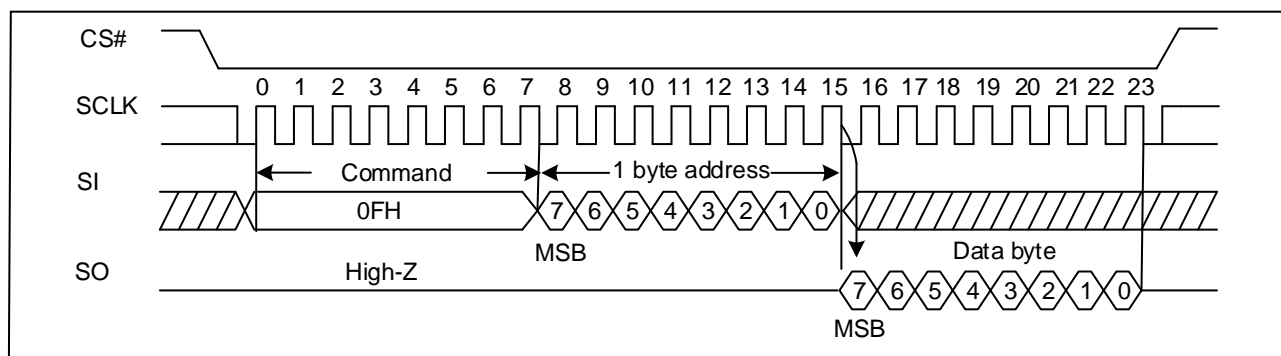 CS#
0 1 2 3 4 5 6 7 8 9 10 11 12 13 14 15 16 17 18 19 20 21 22 23
SCLK
Command 1 byte address
SI
0FH 7 6 5 4 3 2 1 0
MSB Data byte
SO High-Z
7 6 5 4 3 2 1 0
MSB